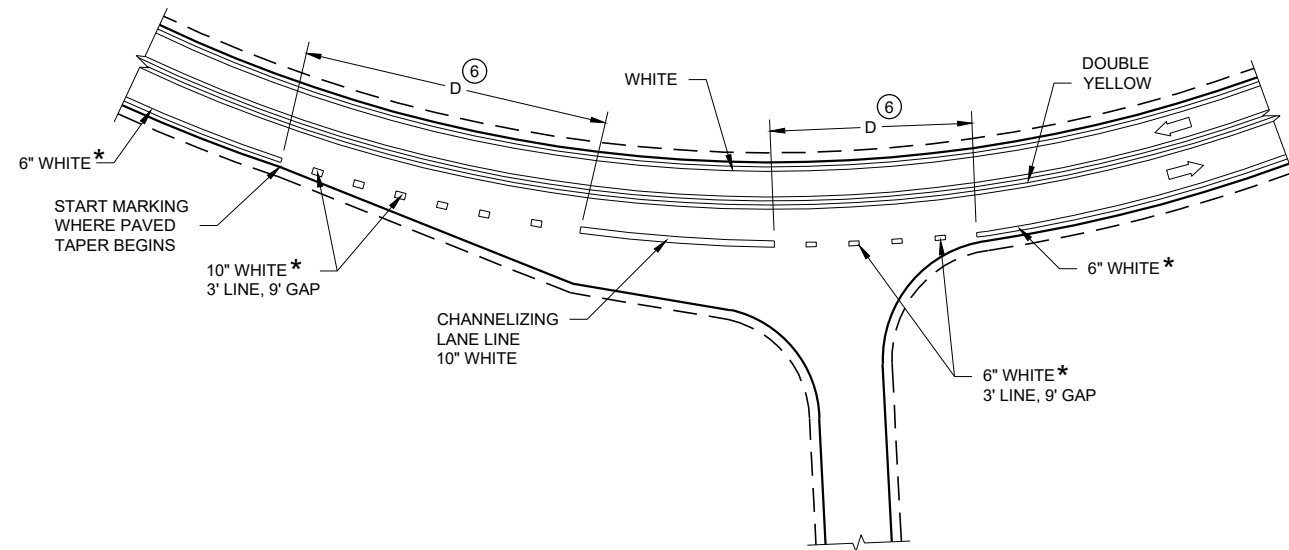 6
D
WHITE
6
D
DOUBLE
YELLOW
6" WHITE*
START MARKING
WHERE PAVED
TAPER BEGINS
10" WHITE*
3' LINE, 9' GAP
CHANNELIZING
LANE LINE
10" WHITE
6" WHITE*
6" WHITE*
3' LINE, 9' GAP